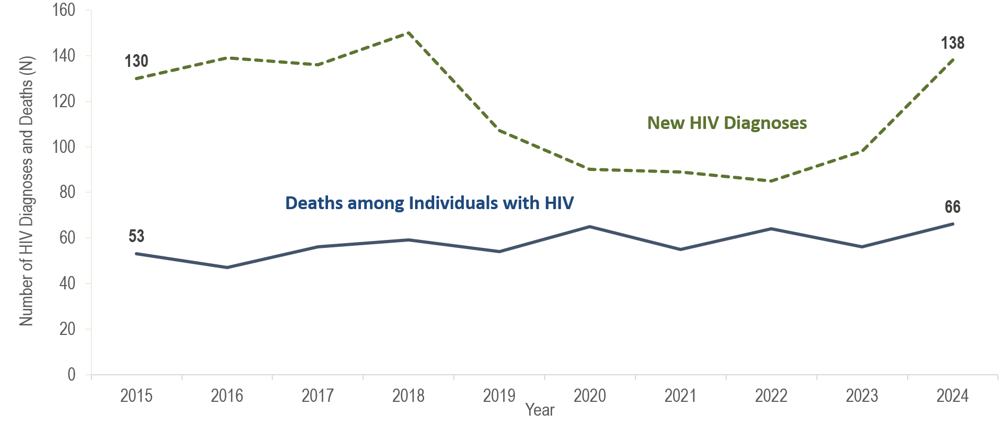 Number of HIV Diagnoses and Deaths (N)
160
140
120
100
80
60
40
20
0
130
138
New HIV Diagnoses
Deaths among Individuals with HIV
53
66
2015 2016 2017 2018 2019 2020 2021 2022 2023 2024
Year